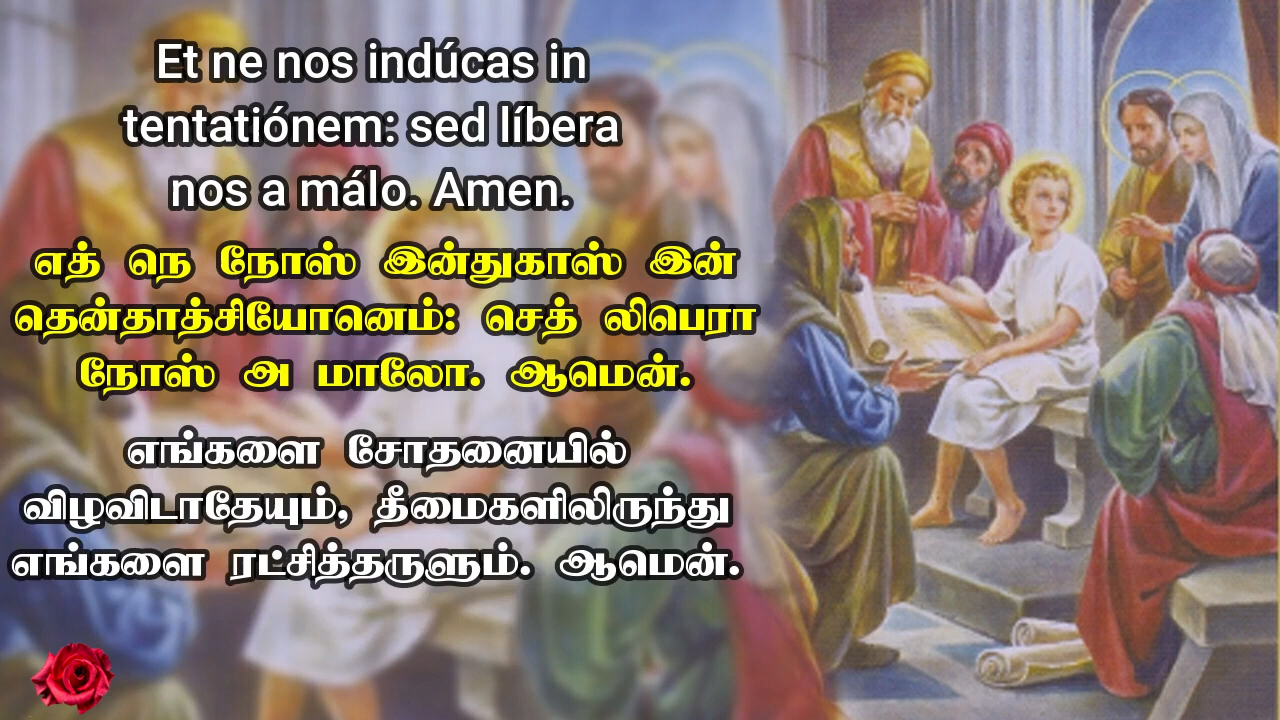 Et ne nos indúcas in
tentatiónem: sed líbera
nos a málo. Amen.
எத் நெ நோஸ் இன்துகாஸ் இன்
தென்தாத்சியோனெம்: செத் லிபெரா
நோஸ் அ மாலோ. ஆமென்.
எங்களை சோதனையில்
விழவிடாதேயும், தீமைகளிலிருந்து
எங்களை ரட்சித்தருளும். ஆமென்.